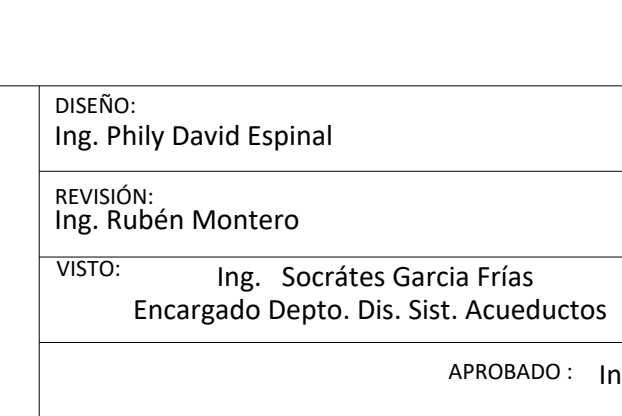 DISEÑO:
Ing. Phily David Espinal
REVISIÓN:
Ing. Rubén Montero
VISTO:
Ing. Socrátes Garcia Frías
Encargado Depto. Dis. Sist. Acueductos
APROBADO :